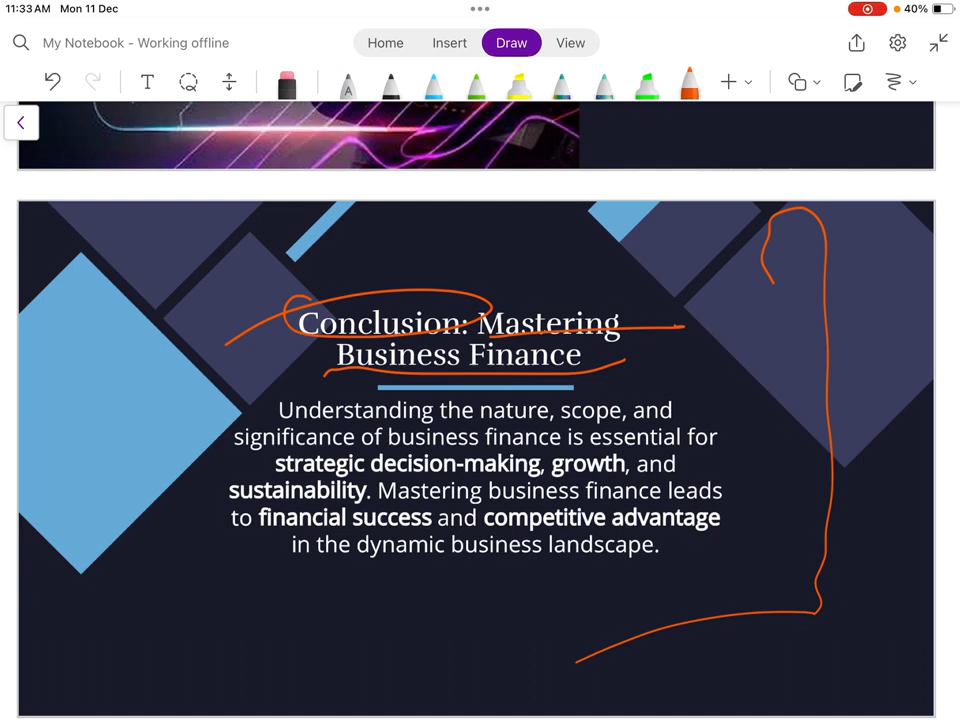 11:33 AM Mon 11 Dec
40%
My Notebook - Working offline
Home Insert Draw View
T
A
Conclusion: Mastering
Business Finance
Understanding the nature, scope, and
significance of business finance is essential for
strategic decision-making, growth, and
sustainability. Mastering business finance leads
to financial success and competitive advantage
in the dynamic business landscape.